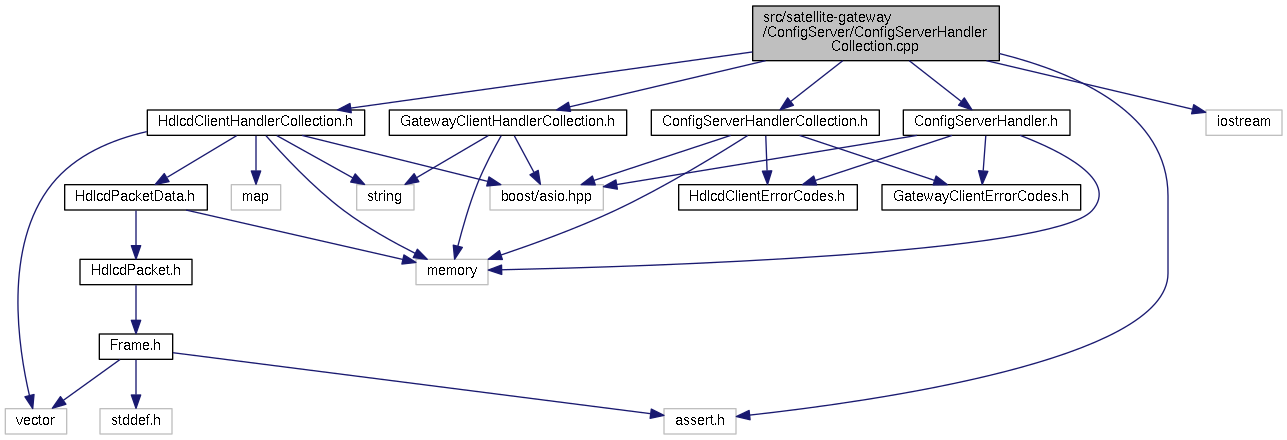 src/satellite-gateway
/ConfigServer/ConfigServerHandler
Collection.cpp
HdlcdClientHandlerCollection.h
GatewayClientHandlerCollection.h
ConfigServerHandlerCollection.h
ConfigServerHandler.h
iostream
HdlcdPacketData.h
map
string
boost/asio.hpp
HdlcdClientErrorCodes.h
GatewayClientErrorCodes.h
HdlcdPacket.h
memory
Frame.h
vector
stddef.h
assert.h